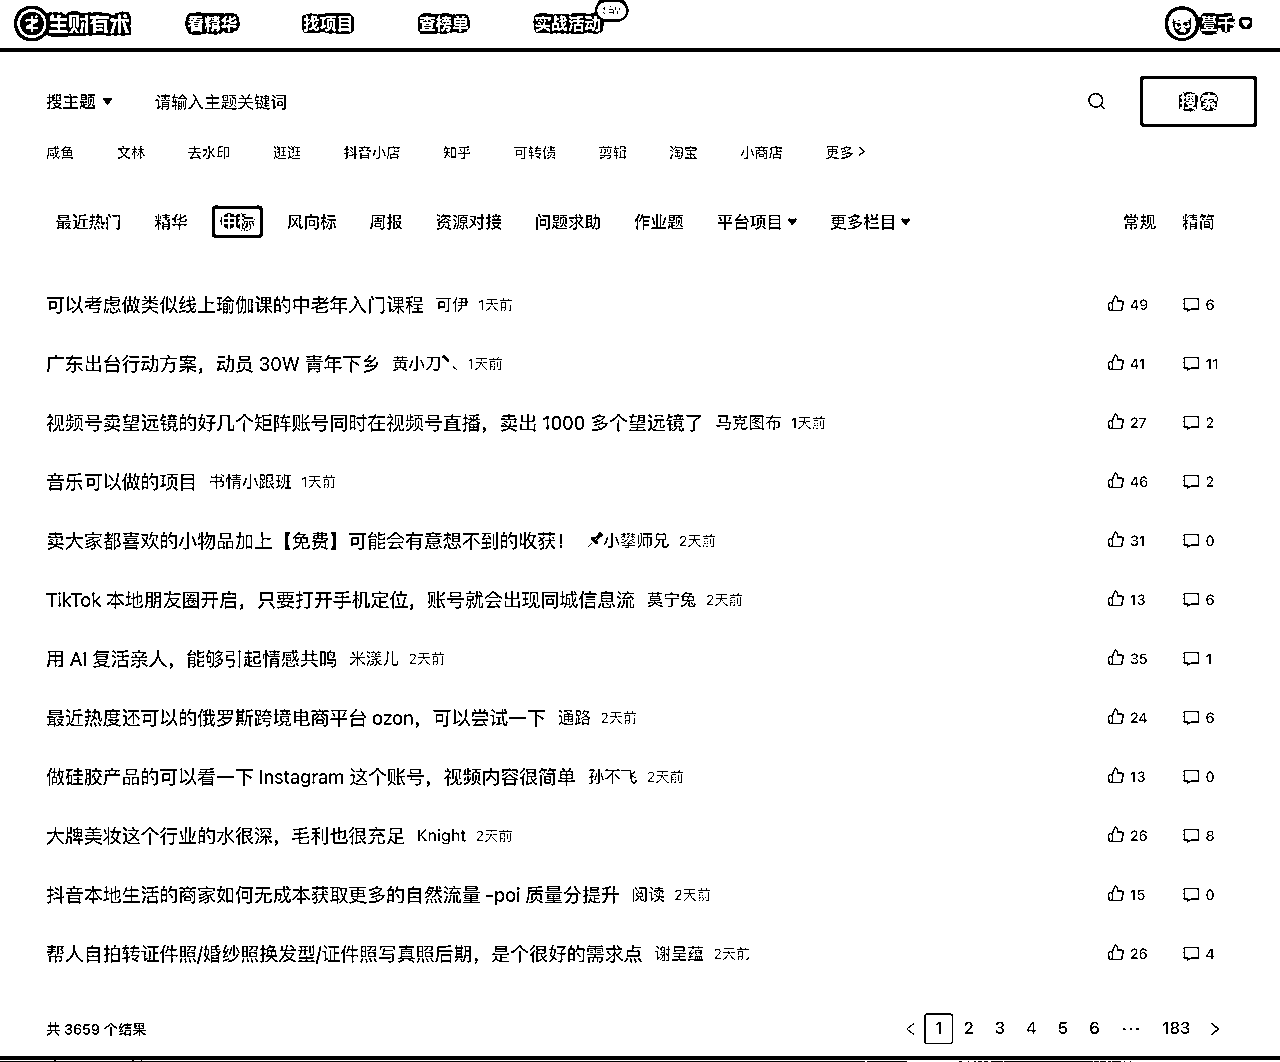 生财有术 看精华 找项目 查榜单 实战活动 NEW
搜主题 请输入主题关键词 搜索
咸鱼 文林 去水印 逛逛 抖音小店 知乎 可转债 剪辑 淘宝 小商店 更多 >
最近热门 精华 中标 风向标 周报 资源对接 问题求助 作业题 平台项目 更多栏目 常规 精简
可以考虑做类似线上瑜伽课的中老年入门课程 可伊 1天前 49 6
广东出台行动方案，动员 30W 青年下乡 黄小刀丶、 1天前 41 11
视频号卖望远镜的好几个矩阵账号同时在视频号直播，卖出 1000 多个望远镜了 马克图布 1天前 27 2
音乐可以做的项目 书情小跟班 1天前 46 2
卖大家都喜欢的小物品加上【免费】可能会有意想不到的收获！ 📌小攀师兄 2天前 31 0
TikTok 本地朋友圈开启，只要打开手机定位，账号就会出现同城信息流 莫宁兔 2天前 13 6
用 AI 复活亲人，能够引起情感共鸣 米漾儿 2天前 35 1
最近热度还可以的俄罗斯跨境电商平台 ozon，可以尝试一下 通路 2天前 24 6
做硅胶产品的可以看一下 Instagram 这个账号，视频内容很简单 孙不飞 2天前 13 0
大牌美妆这个行业的水很深，毛利也很充足 Knight 2天前 26 8
抖音本地生活的商家如何无成本获取更多的自然流量 -poi 质量分提升 阅读 2天前 15 0
帮人自拍转证件照/婚纱照换发型/证件照写真照后期，是个很好的需求点 谢呈蕴 2天前 26 4
共 3659 个结果 < 1 2 3 4 5 6 ··· 183 >